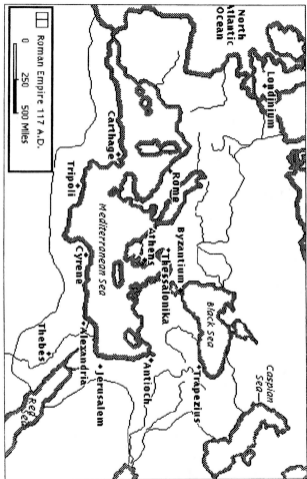 North
Atlantic
Ocean
Londinium
Caspian
Sea
Black Sea
Trapezius
Byzantium
Thessalonika
Rome
Athens
Antioch
Carthage
Mediterranean Sea
Jerusalem
Tripoli
Cyrene
Alexandria
Thebes
Red
Sea
Roman Empire 117 A.D.
0 250 500 Miles